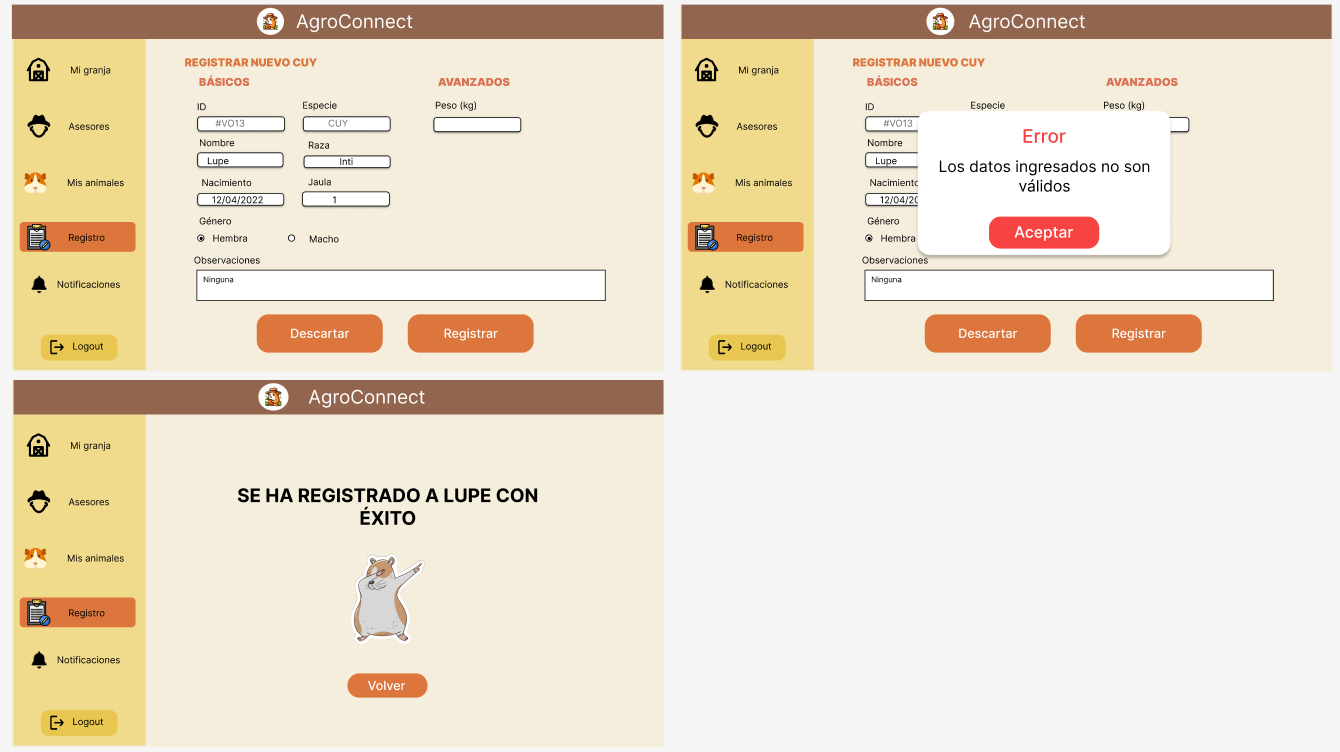 AgroConnect
Mi granja
Asesores
Mis animales
Registro
Notificaciones
Logout
REGISTRAR NUEVO CUY
BÁSICOS AVANZADOS
ID Especie Peso (kg)
#VO13 CUY
Nombre Raza
Lupe Inti
Nacimiento Jaula
12/04/2022 1
Género
Hembra Macho
Observaciones
Ninguna
Descartar Registrar
AgroConnect
Mi granja
Asesores
Mis animales
Registro
Notificaciones
Logout
REGISTRAR NUEVO CUY
BÁSICOS AVANZADOS
ID Especie Peso (kg)
#VO13
Nombre
Lupe
Nacimiento
12/04/20
Género
Hembra
Error
Los datos ingresados no son
válidos
Aceptar
Observaciones
Ninguna
Descartar Registrar
AgroConnect
Mi granja
Asesores
Mis animales
Registro
Notificaciones
Logout
SE HA REGISTRADO A LUPE CON
ÉXITO
Volver